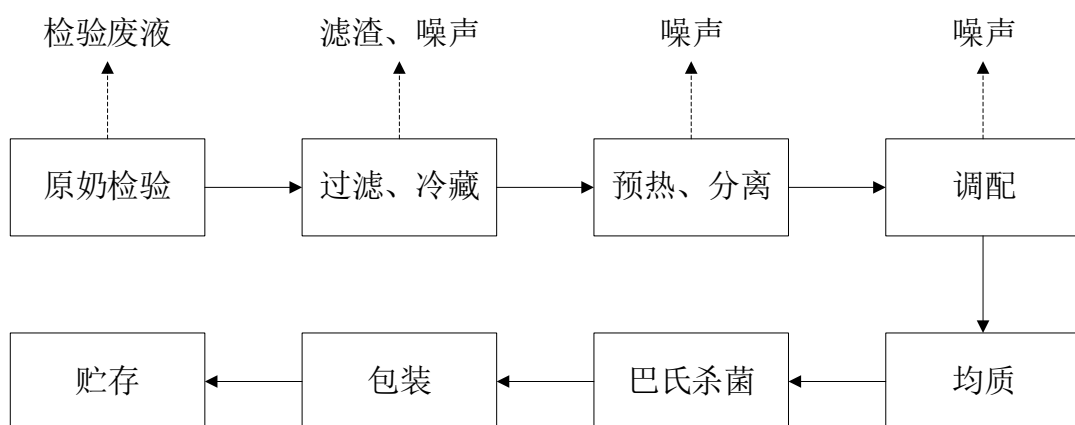 检验废液
滤渣、噪声
噪声
噪声
原奶检验
过滤、冷藏
预热、分离
调配
贮存
包装
巴氏杀菌
均质